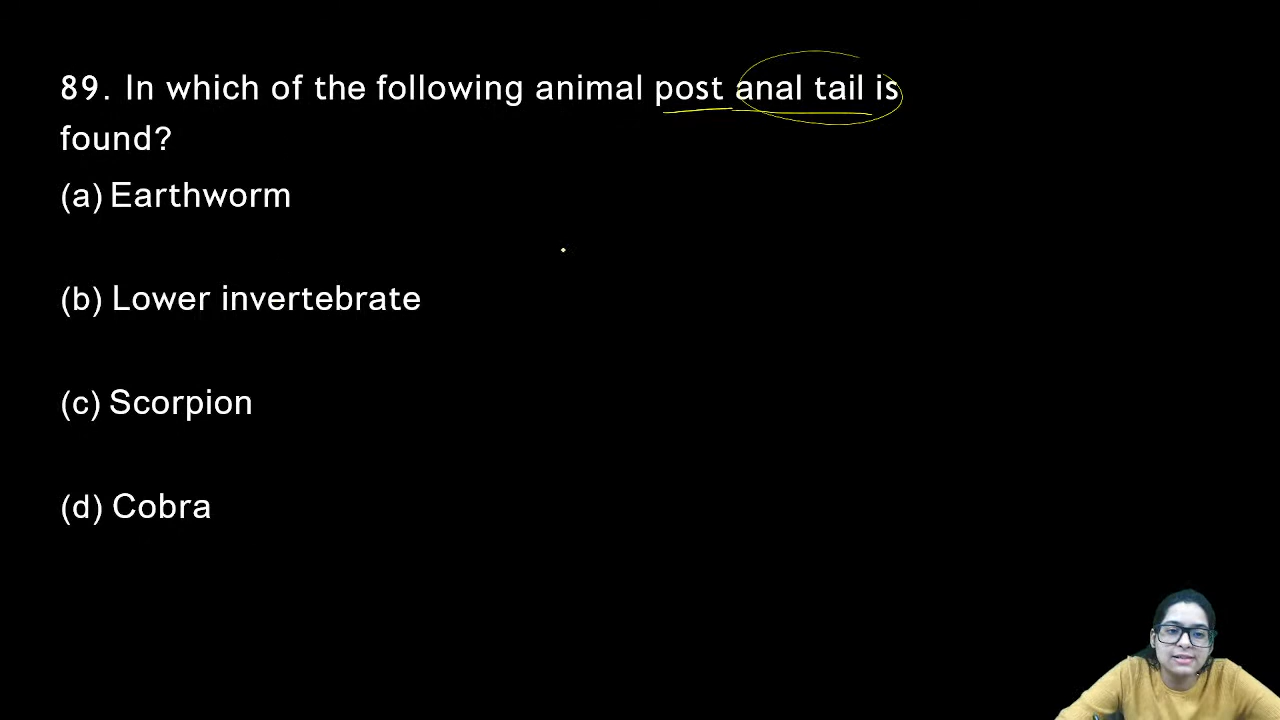 89. In which of the following animal post anal tail is
found?
(a) Earthworm
(b) Lower invertebrate
(c) Scorpion
(d) Cobra